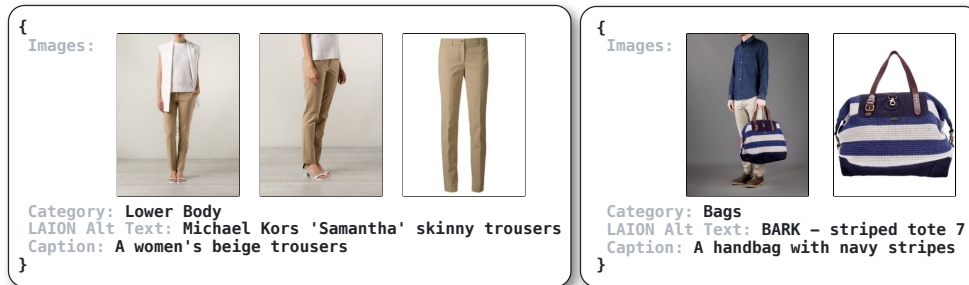 {
Images:
Category: Lower Body
LAION Alt Text: Michael Kors 'Samantha' skinny trousers
Caption: A women's beige trousers
}
{
Images:
Category: Bags
LAION Alt Text: BARK – striped tote 7
Caption: A handbag with navy stripes
}